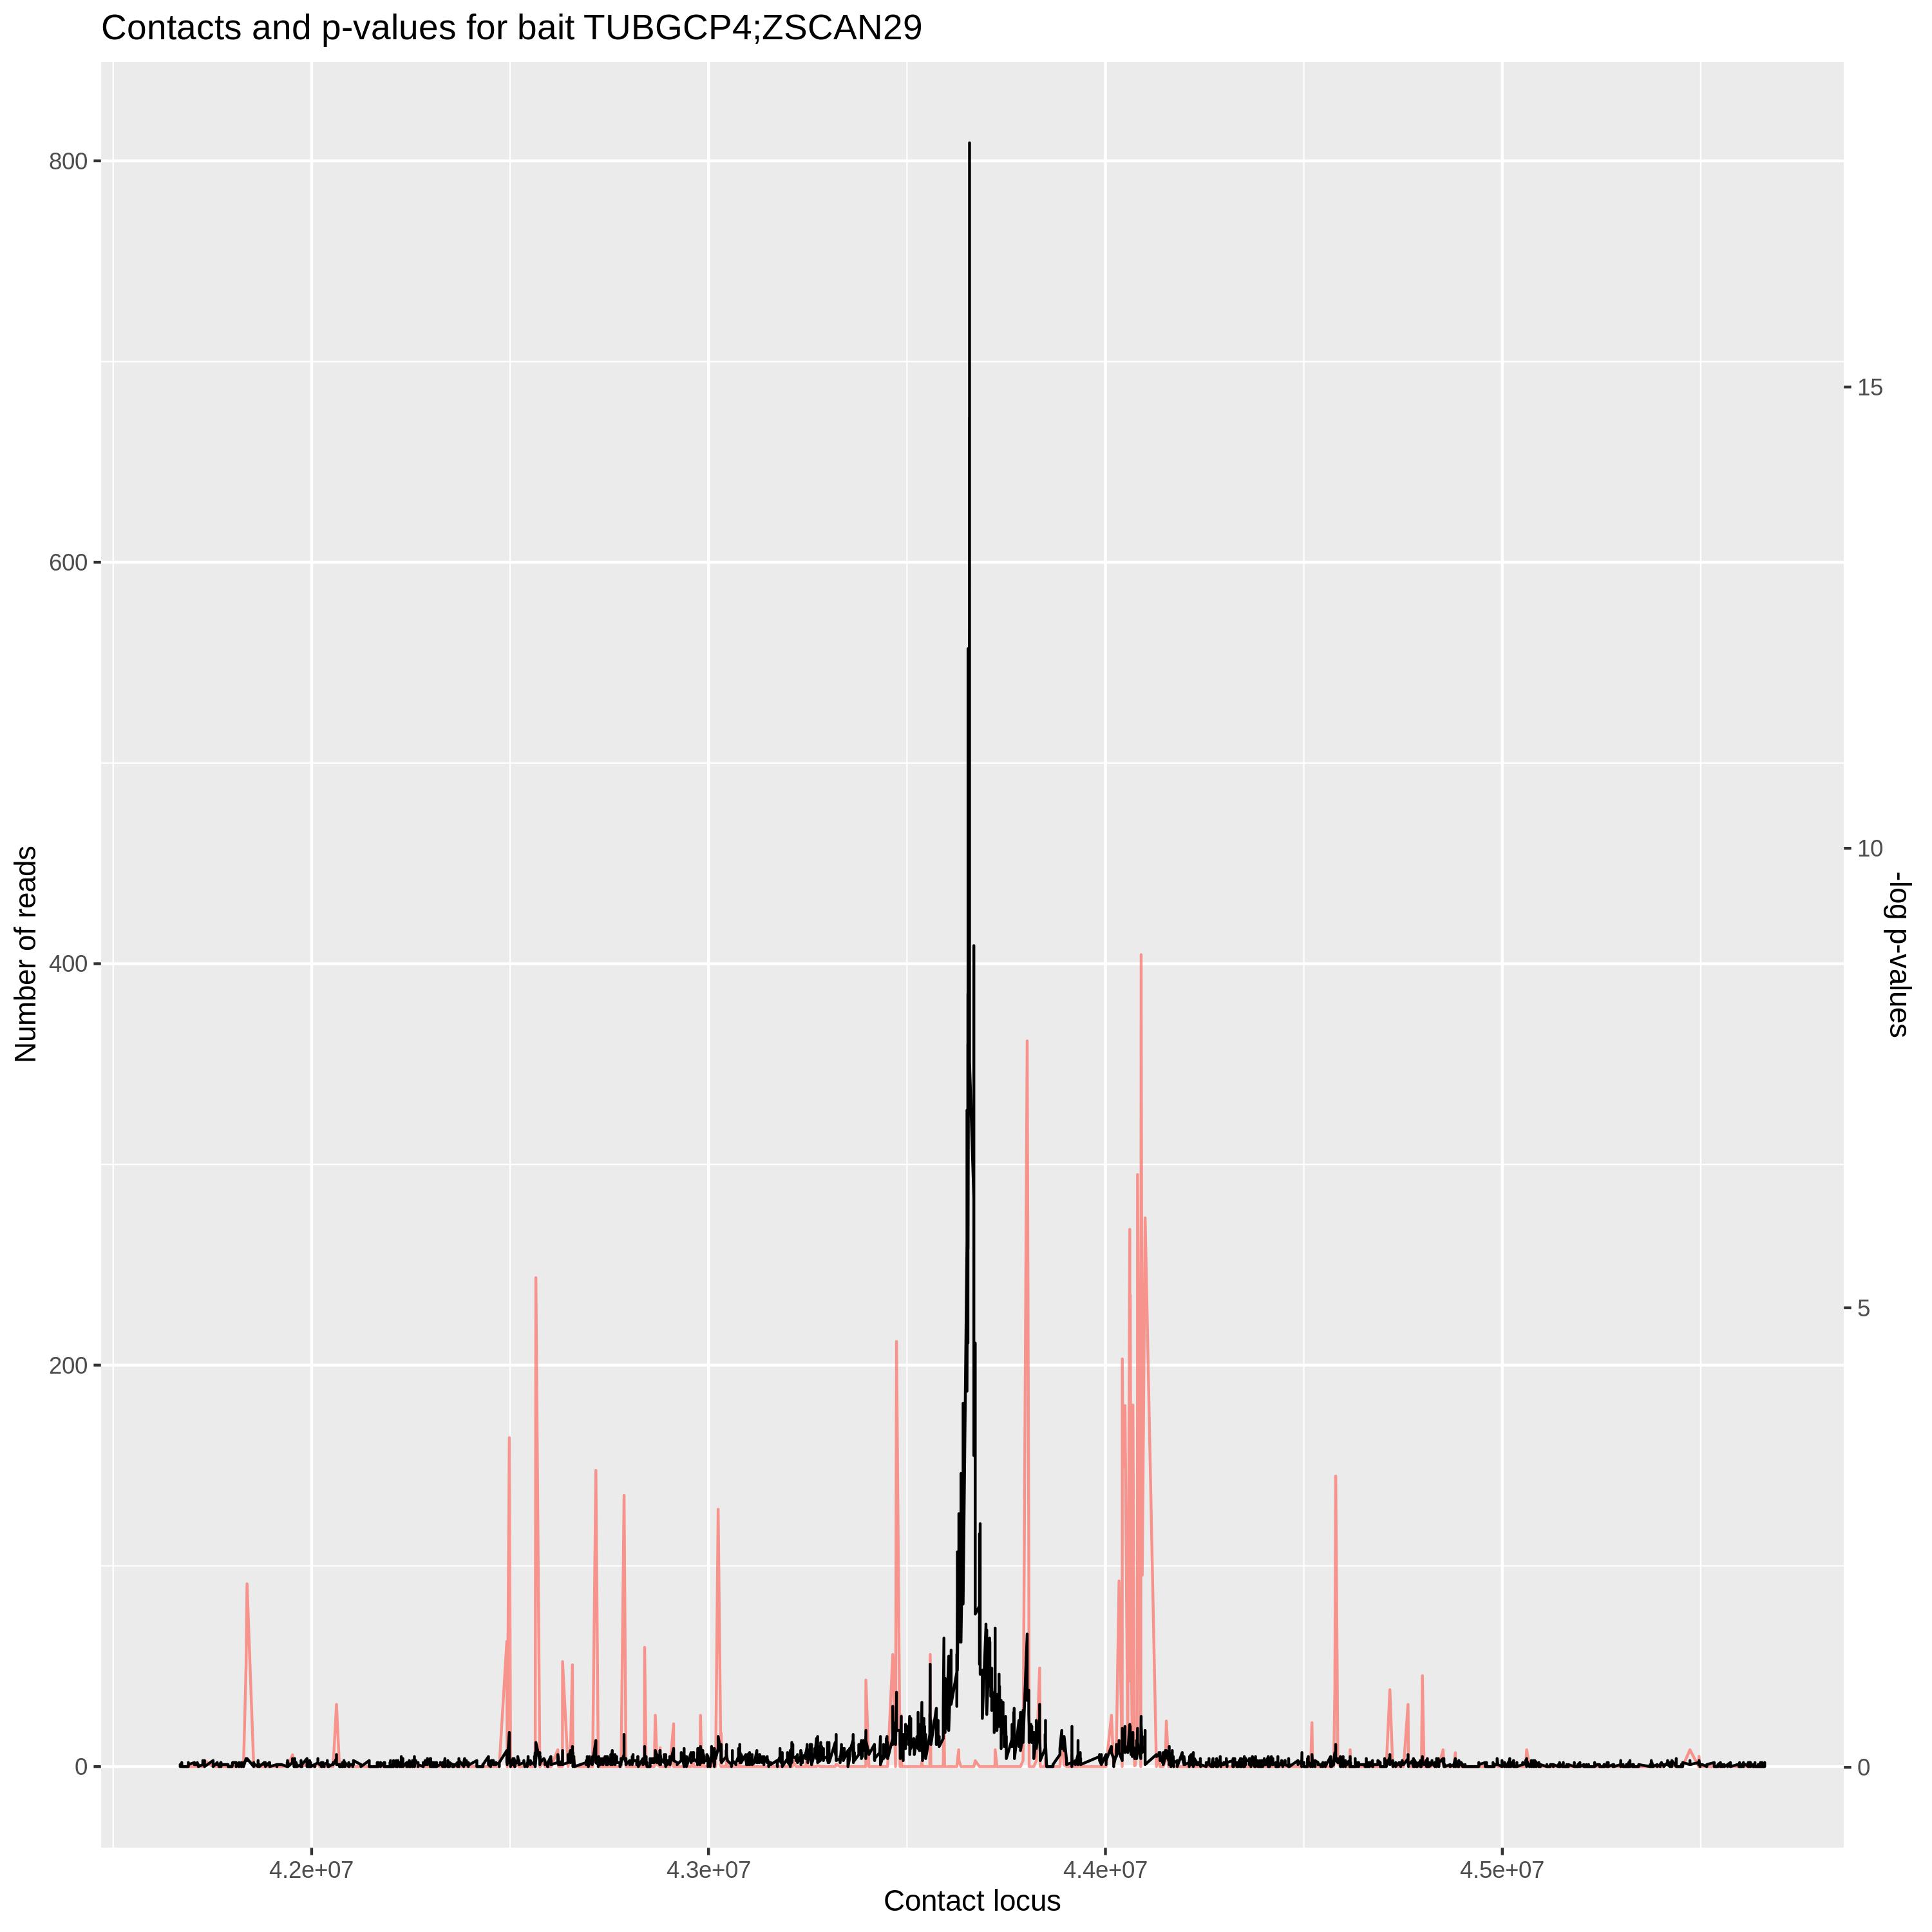 Contacts and p-values for bait TUBGCP4;ZSCAN29
800
600
400
200
0
Number of reads
15
10
5
0
-log p-values
4.2e+07
4.3e+07
4.4e+07
4.5e+07
Contact locus